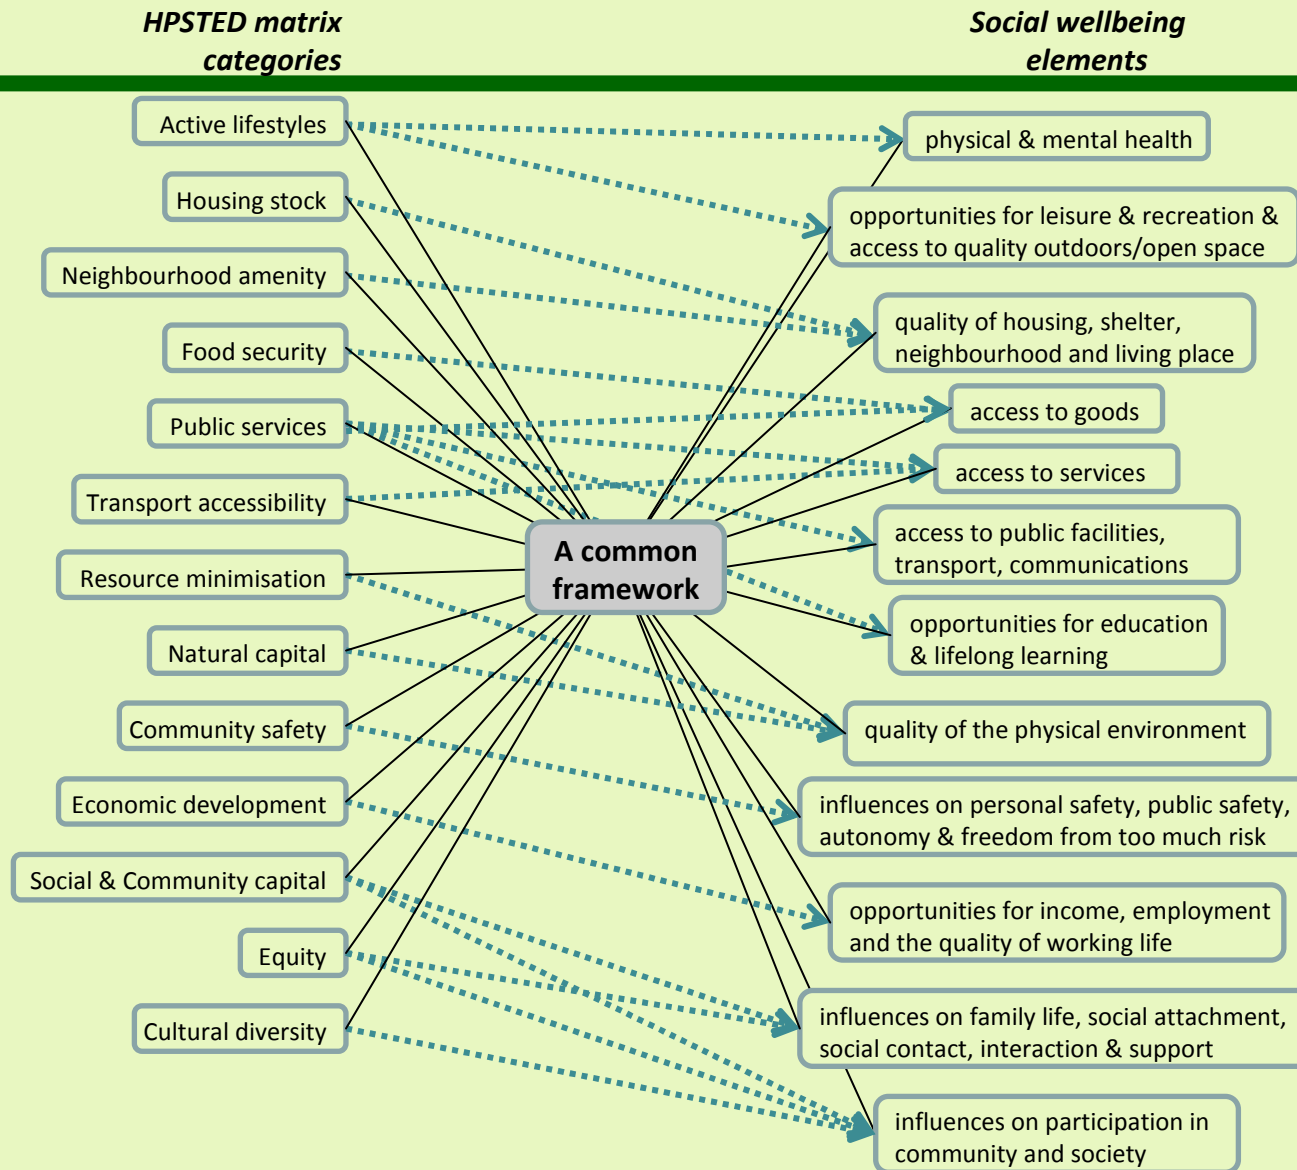 HPSTED matrix
categories
Social wellbeing
elements
Active lifestyles
Housing stock
Neighbourhood amenity
Food security
Public services
Transport accessibility
Resource minimisation
Natural capital
Community safety
Economic development
Social & Community capital
Equity
Cultural diversity
A common
framework
physical & mental health
opportunities for leisure & recreation &
access to quality outdoors/open space
quality of housing, shelter,
neighbourhood and living place
access to goods
access to services
access to public facilities,
transport, communications
opportunities for education
& lifelong learning
quality of the physical environment
influences on personal safety, public safety,
autonomy & freedom from too much risk
opportunities for income, employment
and the quality of working life
influences on family life, social attachment,
social contact, interaction & support
influences on participation in
community and society